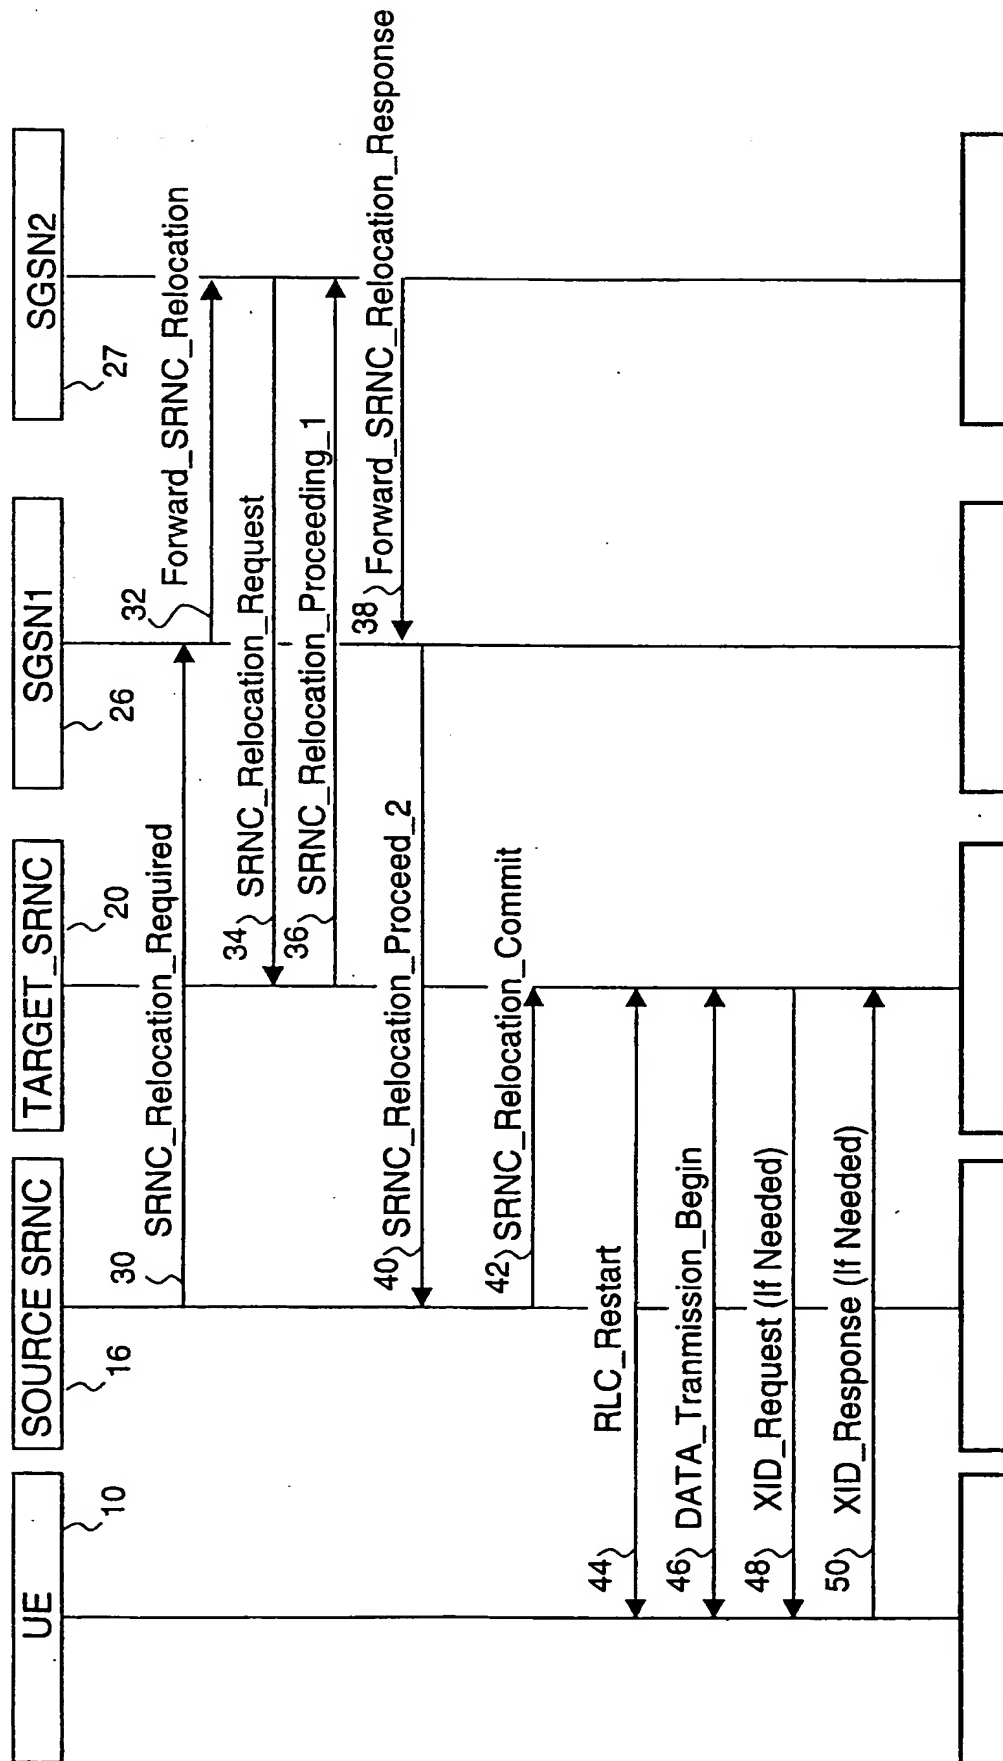 UE
10
SOURCE SRNC
16
TARGET_SRNC
20
SGSN1
26
SGSN2
27
30
SRNC_Relocation_Required
32
Forward_SRNC_Relocation
34
SRNC_Relocation_Request
36
SRNC_Relocation_Proceeding_1
38
Forward_SRNC_Relocation_Response
40
SRNC_Relocation_Proceed_2
42
SRNC_Relocation_Commit
44
RLC_Restart
46
DATA_Tranmission_Begin
48
XID_Request (If Needed)
50
XID_Response (If Needed)